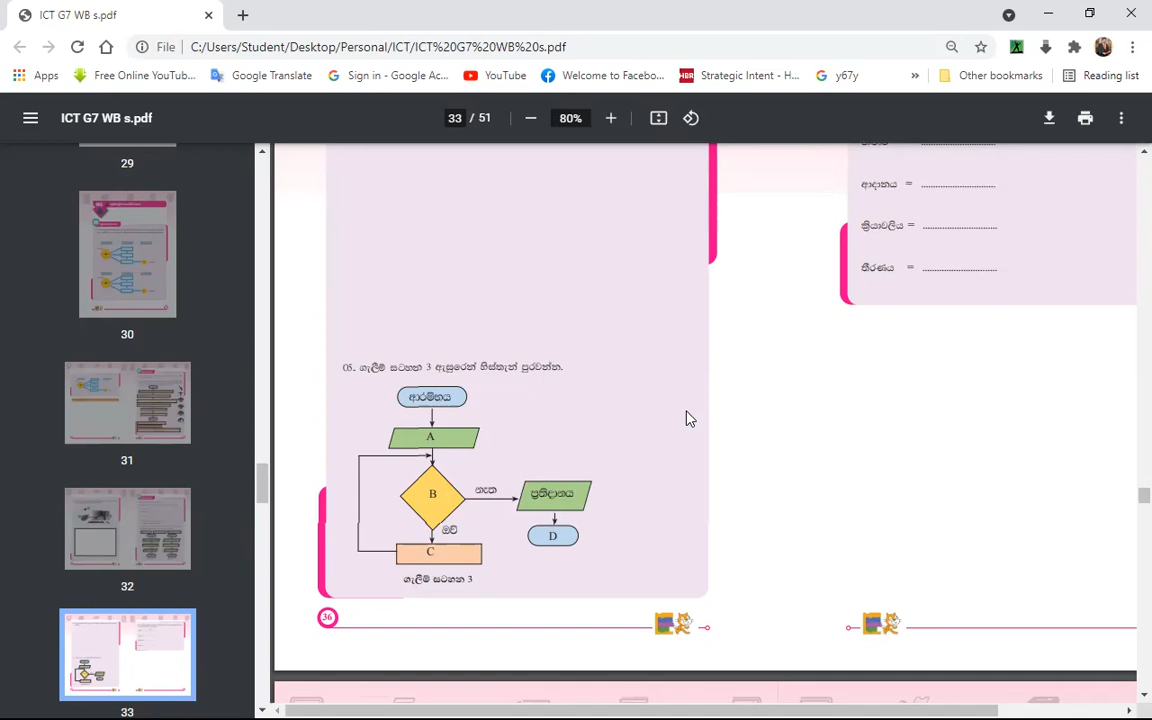 ICT G7 WB s.pdf
File
C:/Users/Student/Desktop/Personal/ICT/ICT%20G7%20WB%20s.pdf
Apps
Free Online YouTub...
Google Translate
Sign in - Google Ac...
YouTube
Welcome to Facebo...
HBR
Strategic Intent - H...
y67y
»
Other bookmarks
Reading list
ICT G7 WB s.pdf
33 / 51
80%
29
30
31
32
33
ආදානය = ........................
ක්‍රියාවලිය = ........................
තීරණය = ........................
05. ගැලීම් සටහන 3 ඇසුරෙන් හිස්තැන් පුරවන්න.
ආරම්භය
A
B
නැත
ප්‍රතිදානය
ඔව්
D
C
ගැලීම් සටහන 3
36